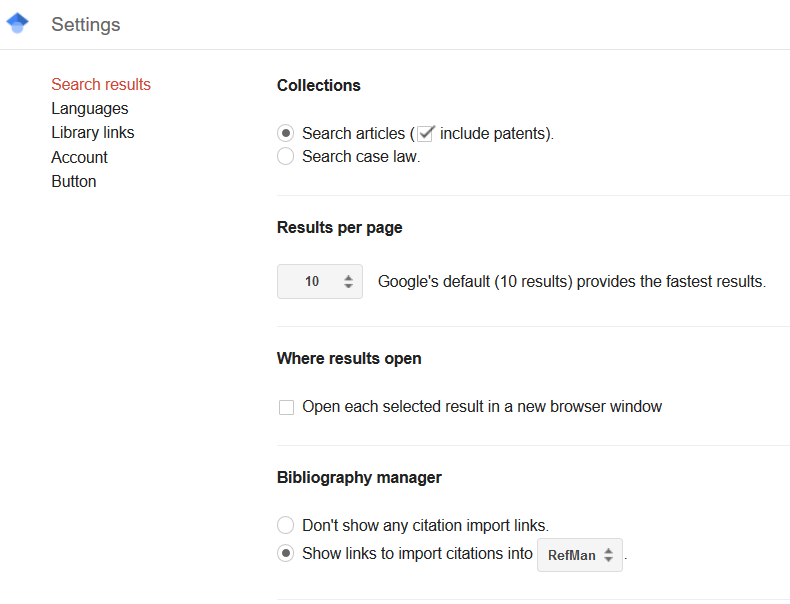 Settings
Search results
Languages
Library links
Account
Button
Collections
Search articles ( include patents).
Search case law.
Results per page
10 Google's default (10 results) provides the fastest results.
Where results open
Open each selected result in a new browser window
Bibliography manager
Don't show any citation import links.
Show links to import citations into RefMan .